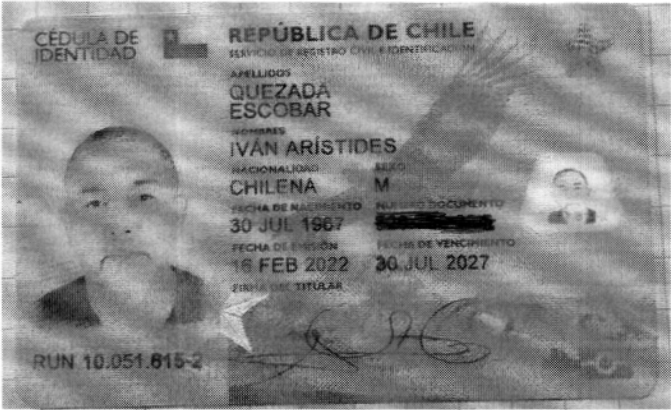 CÉDULA DE
IDENTIDAD
REPÚBLICA DE CHILE
SERVICIO DE REGISTRO CIVIL E IDENTIFICACIÓN
APELLIDOS
QUEZADA
ESCOBAR
NOMBRES
IVÁN ARÍSTIDES
NACIONALIDAD SEXO
CHILENA M
FECHA DE NACIMIENTO NÚMERO DOCUMENTO
30 JUL 1967
FECHA DE EMISIÓN FECHA DE VENCIMIENTO
16 FEB 2022 30 JUL 2027
FIRMA DEL TITULAR
RUN 10.051.615-2